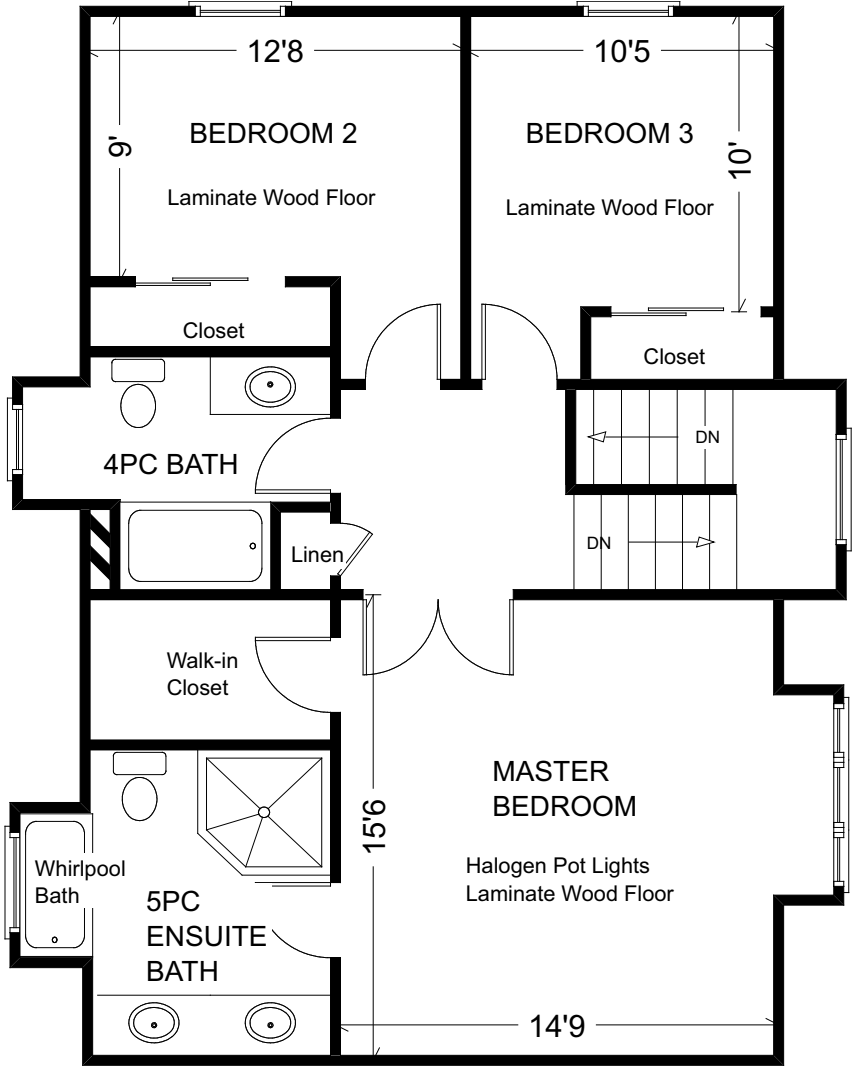 12'8
10'5
BEDROOM 2
BEDROOM 3
9'
10'
Laminate Wood Floor
Laminate Wood Floor
Closet
Closet
DN
4PC BATH
DN
Linen
Walk-in
Closet
MASTER
BEDROOM
15'6
Halogen Pot Lights
Laminate Wood Floor
Whirlpool
Bath
5PC
ENSUITE
BATH
14'9